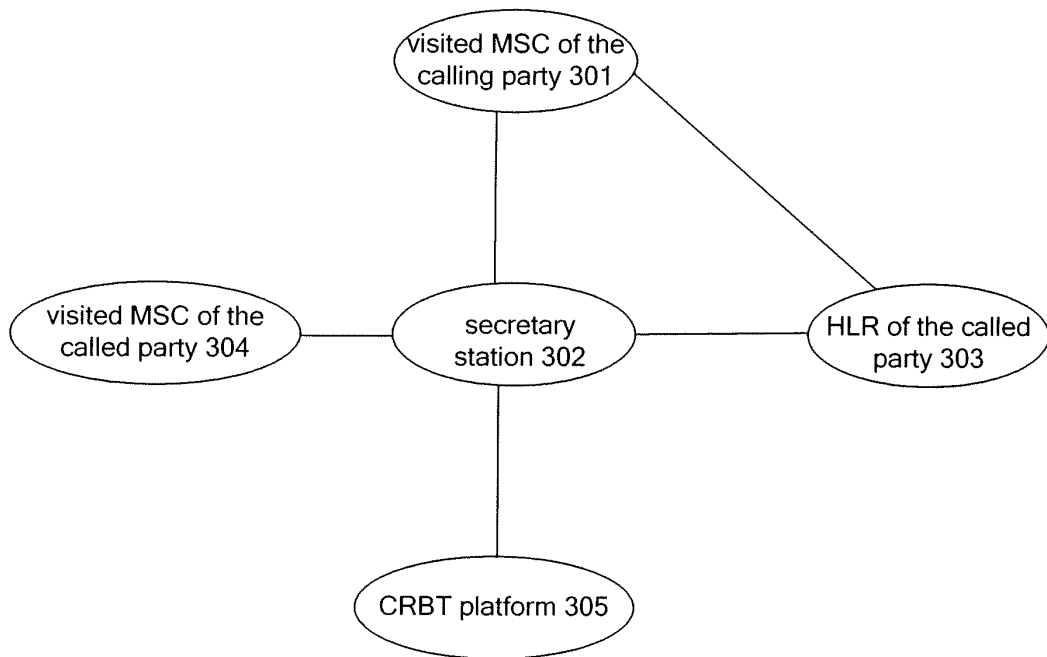 visited MSC of the
calling party 301
visited MSC of the
called party 304
secretary
station 302
HLR of the called
party 303
CRBT platform 305